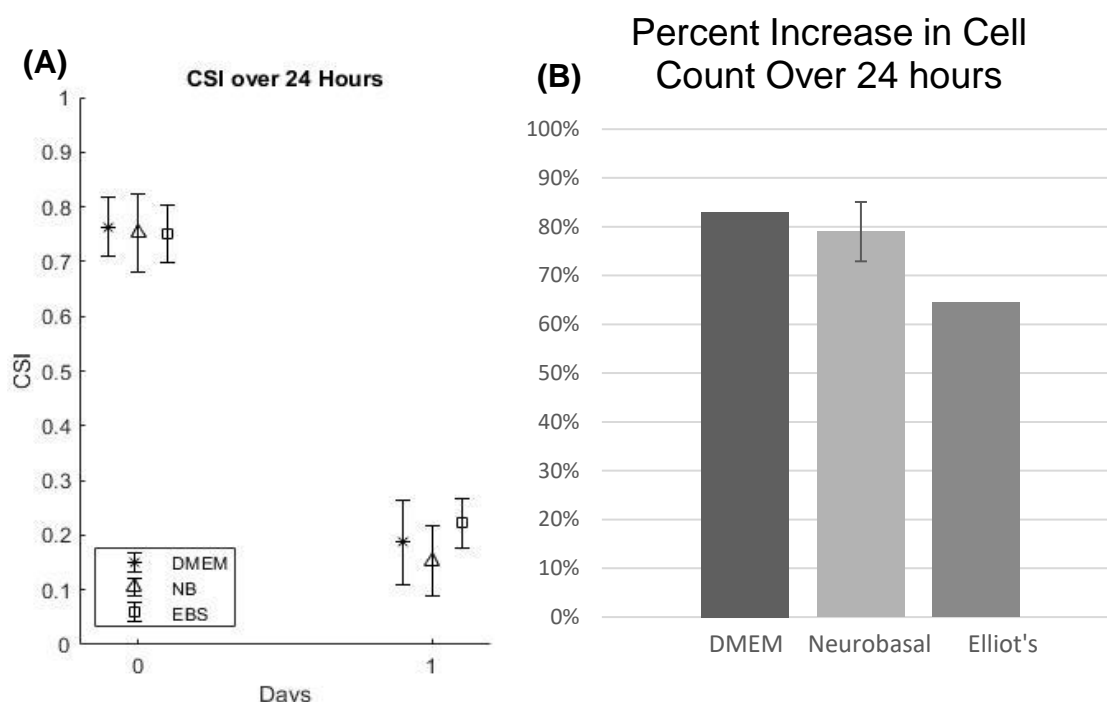 (A)
CSI over 24 Hours
1
0.9
0.8
0.7
0.6
0.5
0.4
0.3
0.2
0.1
0
CSI
DMEM
NB
EBS
0
1
Days
(B)
Percent Increase in Cell
Count Over 24 hours
100%
90%
80%
70%
60%
50%
40%
30%
20%
10%
0%
DMEM
Neurobasal
Elliot's